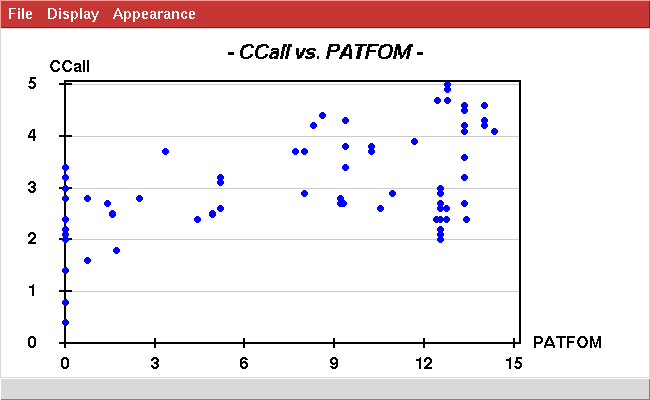 File Display Appearance
- CCall vs. PATFOM -
CCall
5
4
3
2
1
0
0 3 6 9 12 15
PATFOM